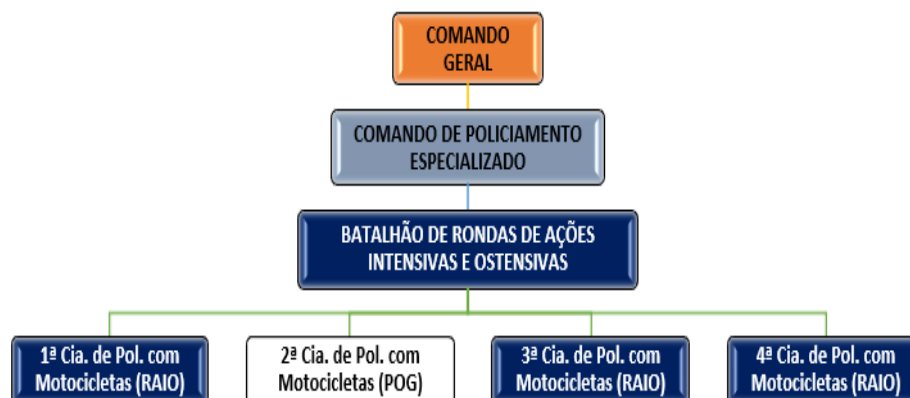 COMANDO
GERAL
COMANDO DE POLICIAMENTO
ESPECIALIZADO
BATALHÃO DE RONDAS DE AÇÕES
INTENSIVAS E OSTENSIVAS
1ª Cia. de Pol. com
Motocicletas (RAIO)
2ª Cia. de Pol. com
Motocicletas (POG)
3ª Cia. de Pol. com
Motocicletas (RAIO)
4ª Cia. de Pol. com
Motocicletas (RAIO)